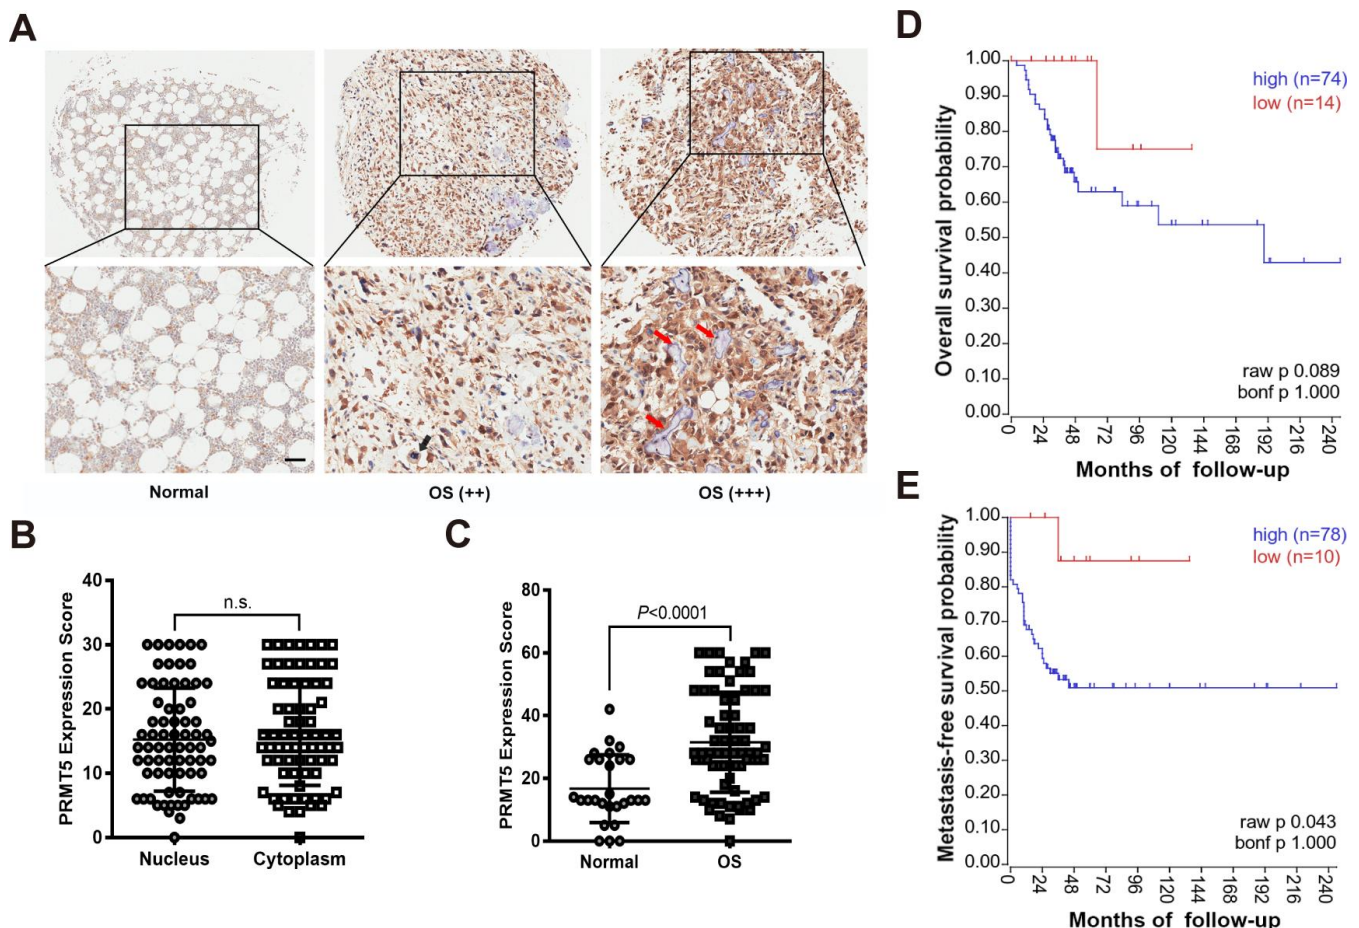 A
Normal
OS (++)
OS (+++)
B
PRMT5 Expression Score
40
30
20
10
0
n.s.
Nucleus
Cytoplasm
C
PRMT5 Expression Score
80
60
40
20
0
P<0.0001
Normal
OS
D
Overall survival probability
1.00
0.90
0.80
0.70
0.60
0.50
0.40
0.30
0.20
0.10
0.00
high (n=74)
low (n=14)
raw p 0.089
bonf p 1.000
0 24 48 72 96 120 144 168 192 216 240
Months of follow-up
E
Metastasis-free survival probability
1.00
0.90
0.80
0.70
0.60
0.50
0.40
0.30
0.20
0.10
0.00
high (n=78)
low (n=10)
raw p 0.043
bonf p 1.000
0 24 48 72 96 120 144 168 192 216 240
Months of follow-up